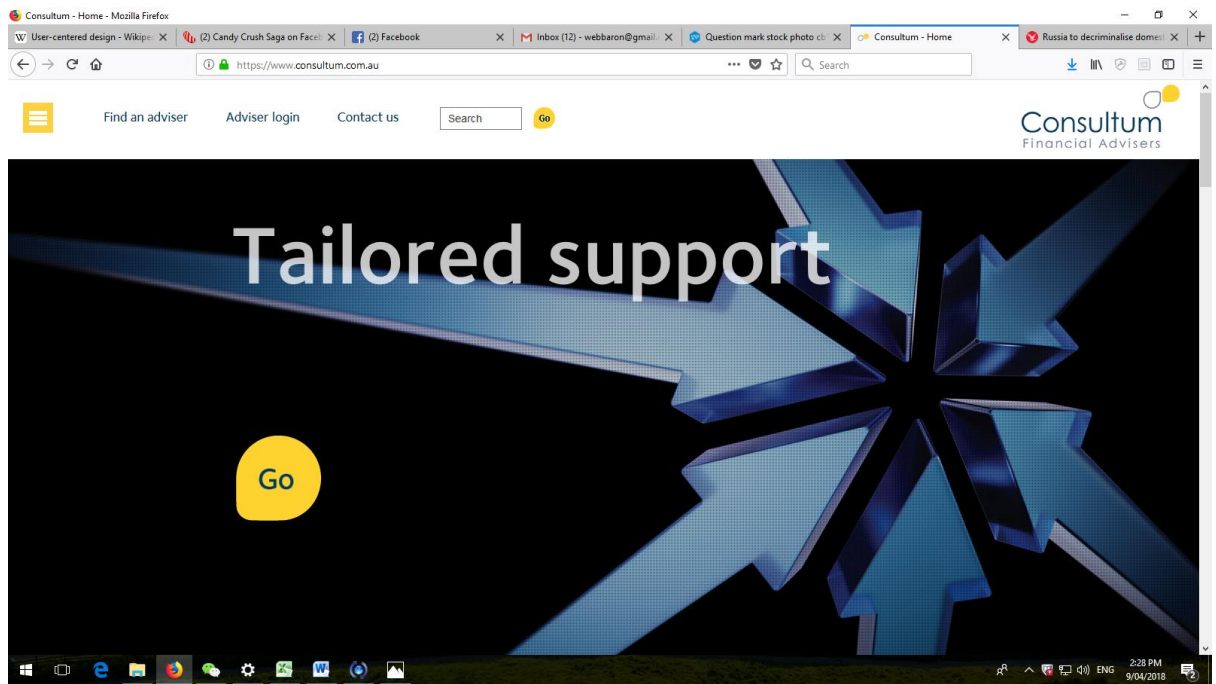 Consultum - Home - Mozilla Firefox
User-centered design - Wikipe
(2) Candy Crush Saga on Face
(2) Facebook
Inbox (12) - webbaron@gmail.
Question mark stock photo cb
Consultum - Home
Russia to decriminalise domest
https://www.consultum.com.au
Search
Find an adviser
Adviser login
Contact us
Search
Go
Consultum
Financial Advisers
Tailored support
Go
ENG
2:28 PM
9/04/2018
2